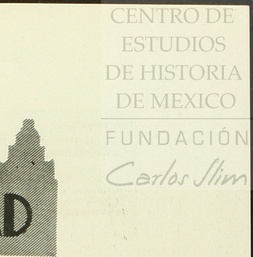 CENTRO DE
ESTUDIOS
DE HISTORIA
DE MEXICO
FUNDACIÓN
Carlos Slim